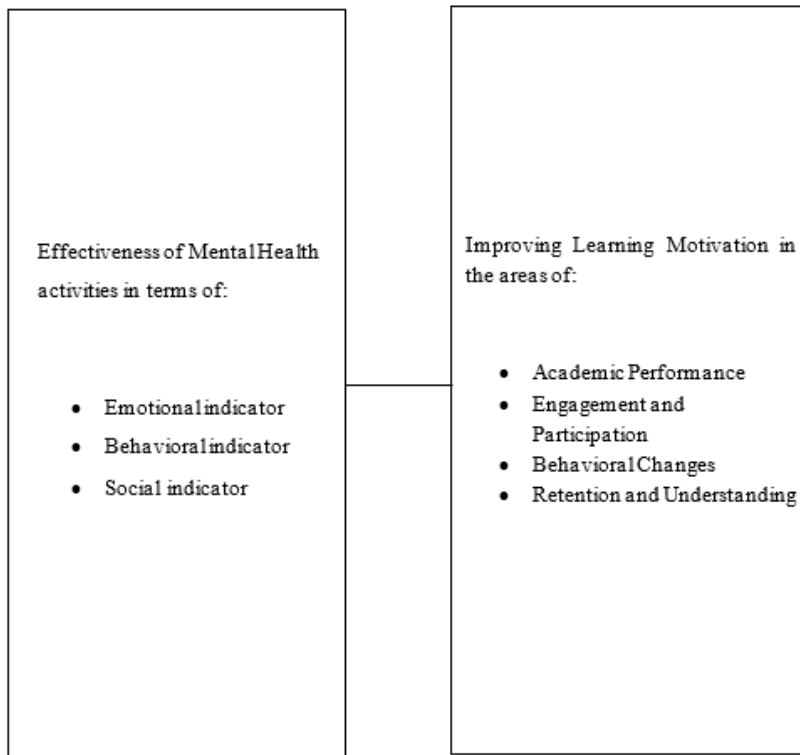 Effectiveness of Mental Health
activities in terms of:
• Emotional indicator
• Behavioral indicator
• Social indicator
Improving Learning Motivation in
the areas of:
• Academic Performance
• Engagement and
Participation
• Behavioral Changes
• Retention and Understanding